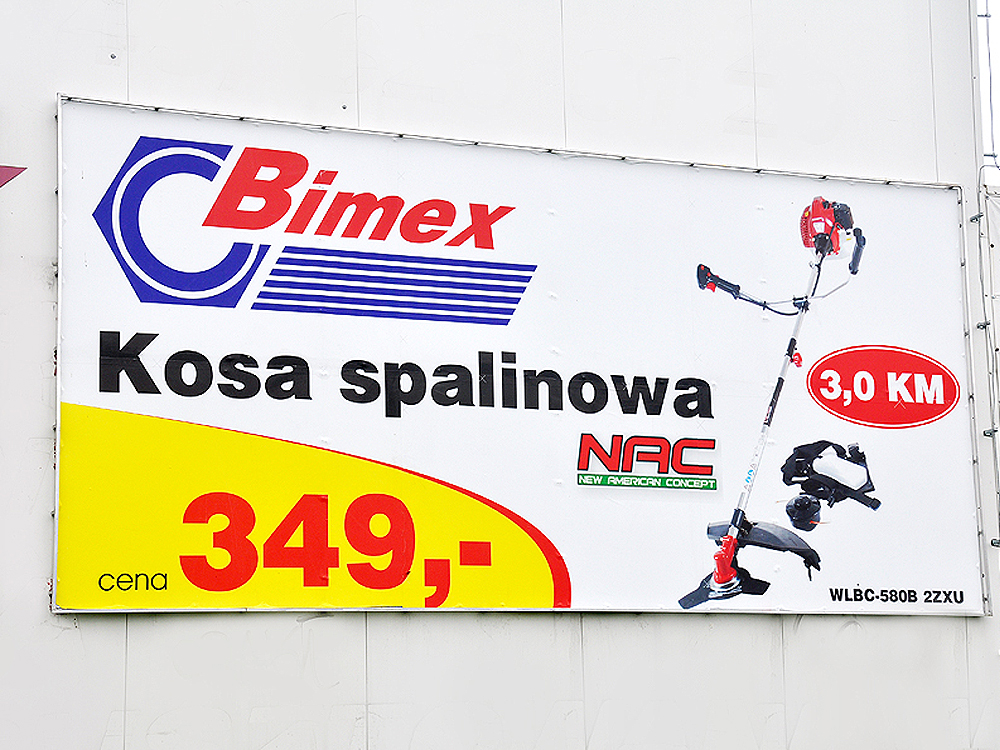 Bimex
Kosa spalinowa
3,0 KM
NAC
NEW AMERICAN CONCEPT
cena 349,-
WLBC-580B 2ZXU